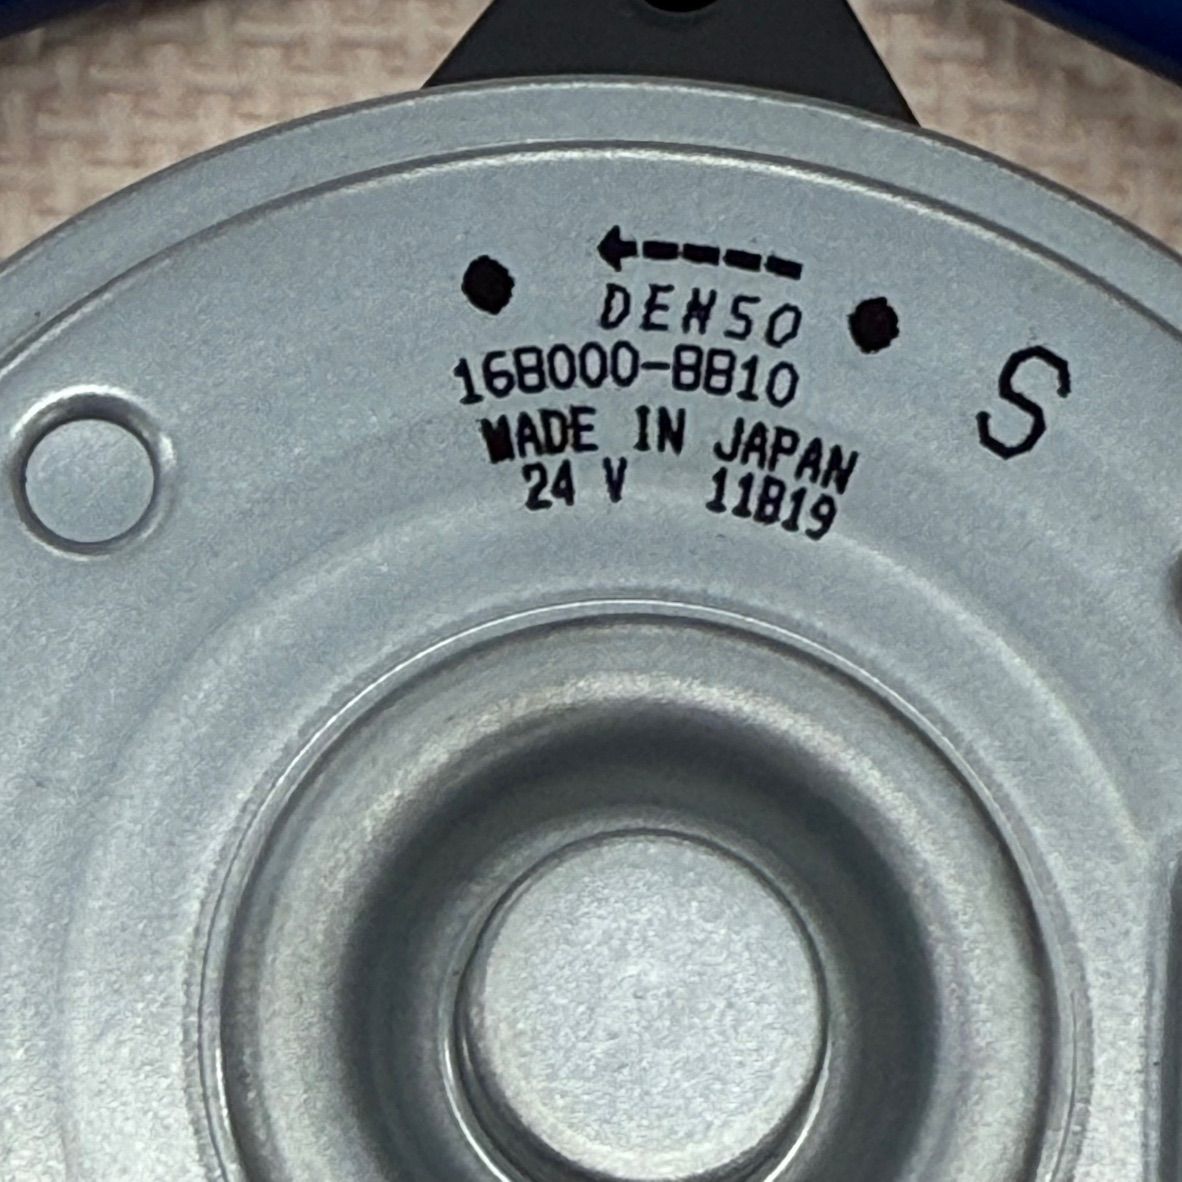 DENSO
168000-8810
MADE IN JAPAN
24 V 11B19
S